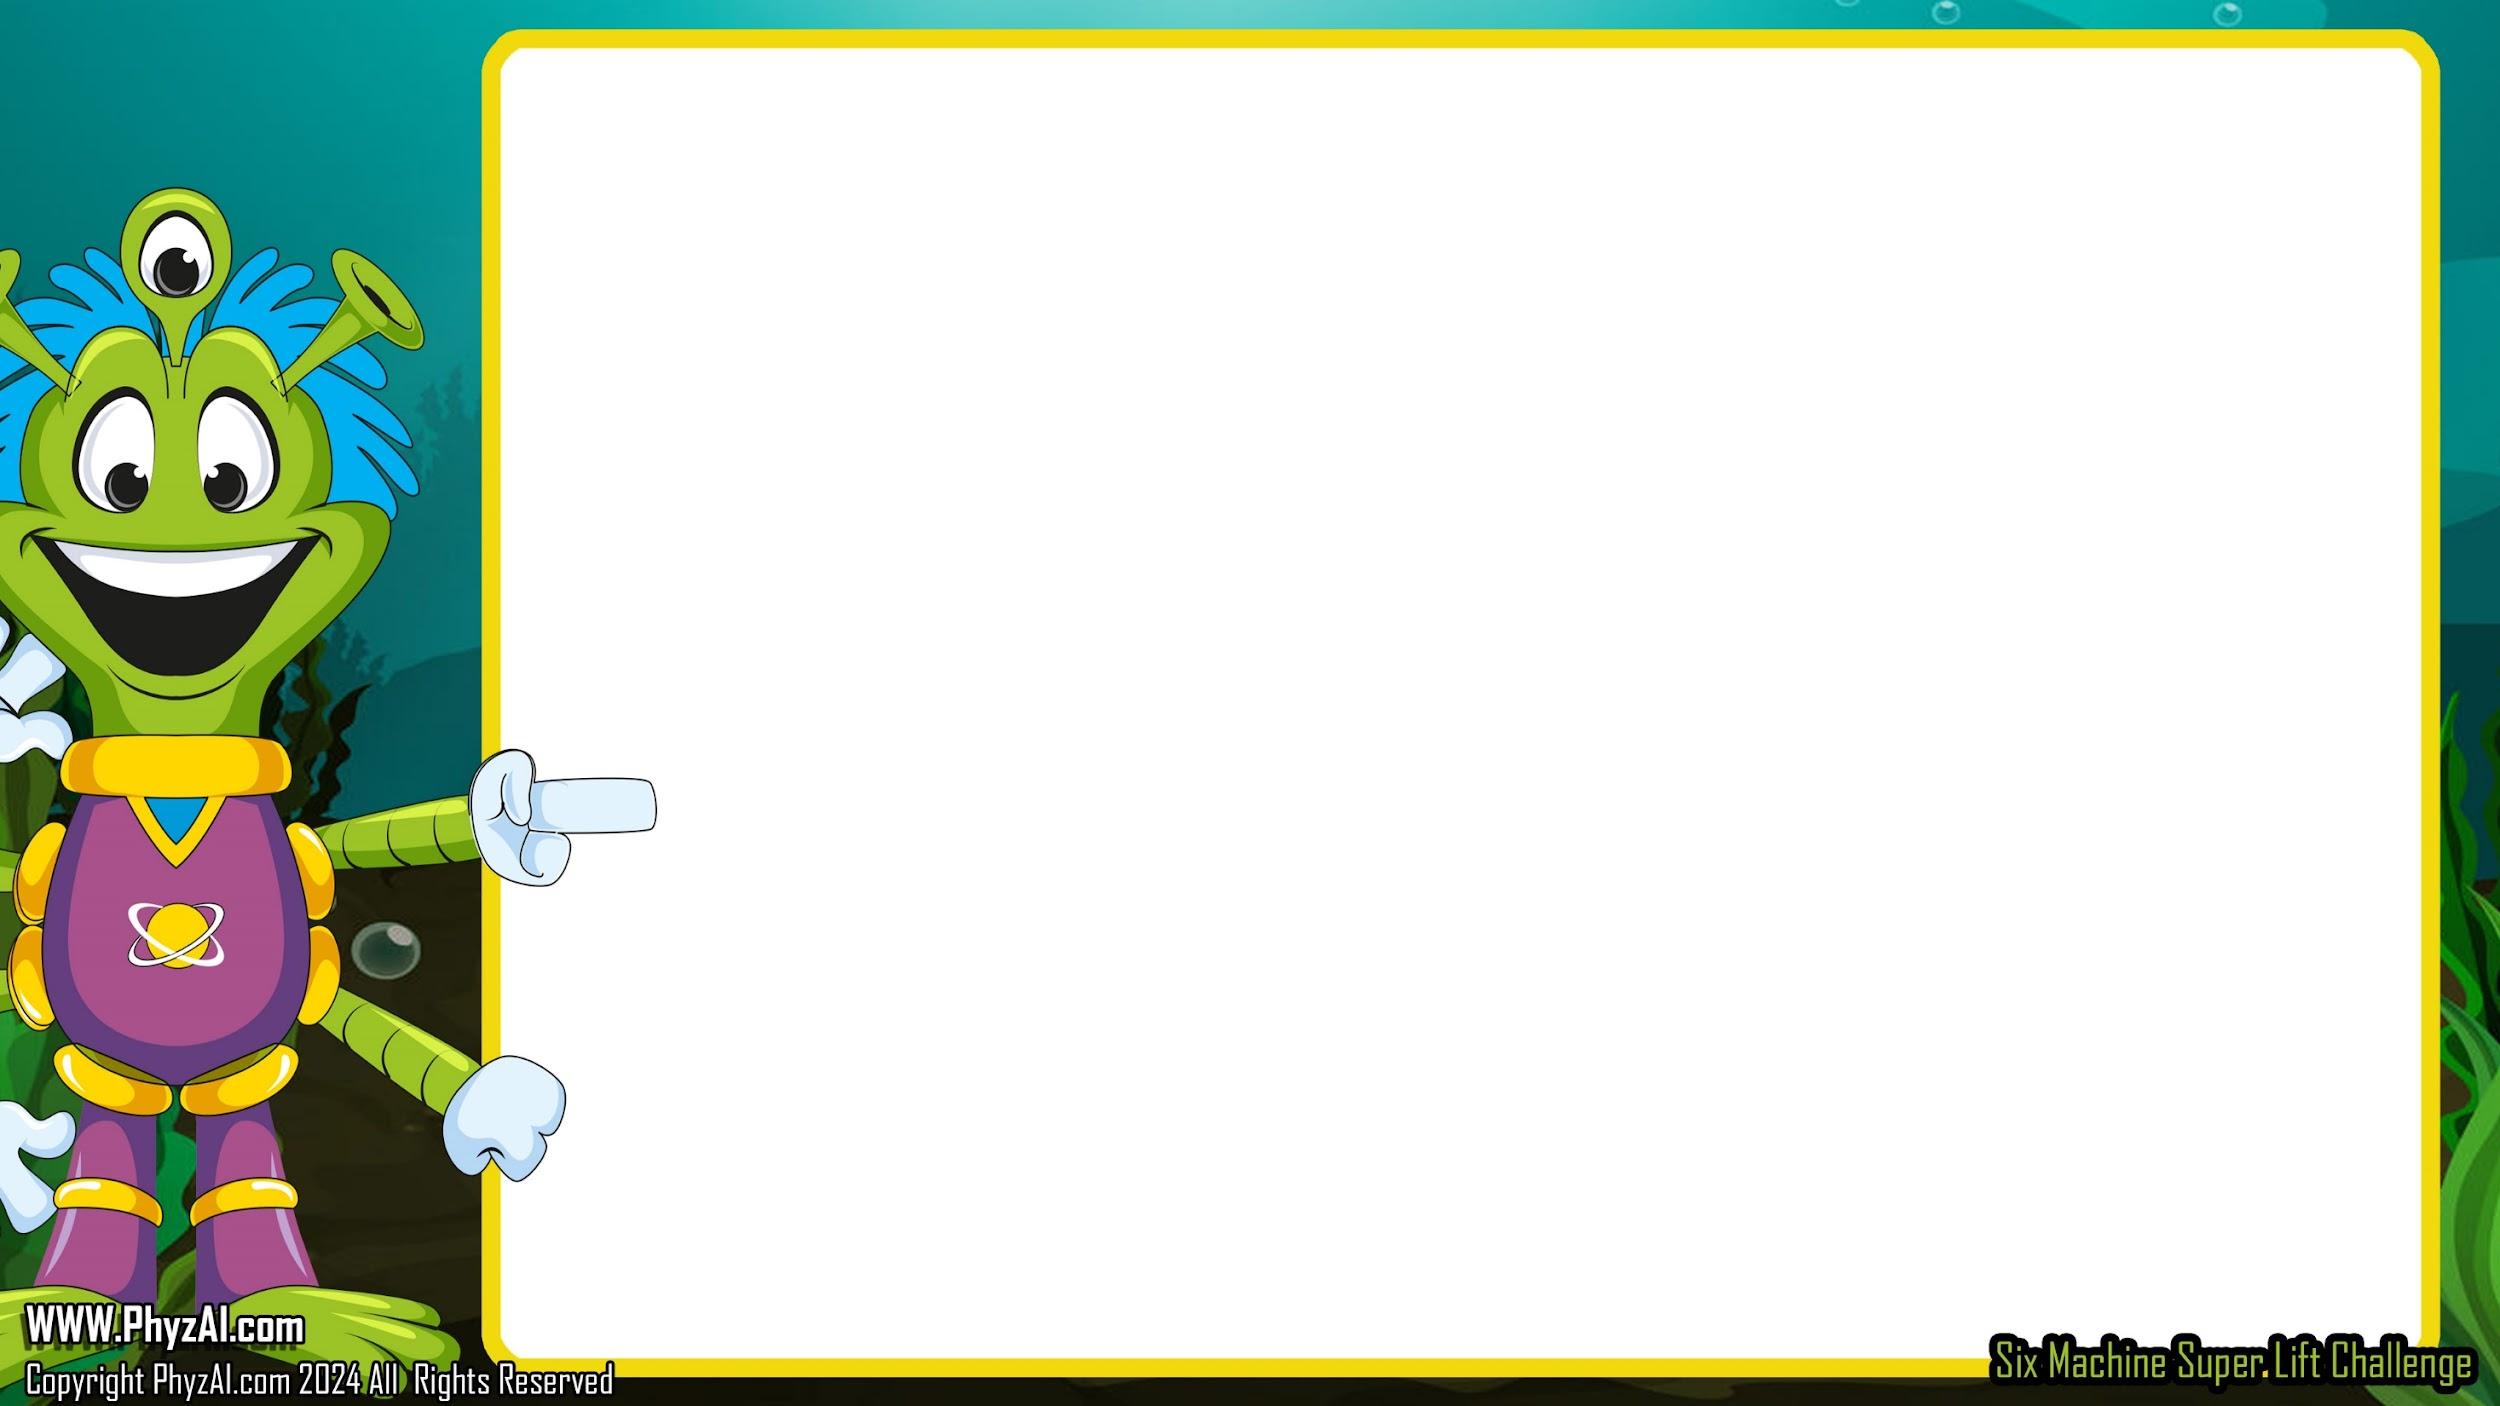 WWW.PhyzAI.com
Copyright PhyzAI.com 2024 All Rights Reserved
Six Machine Super.Lift Challenge